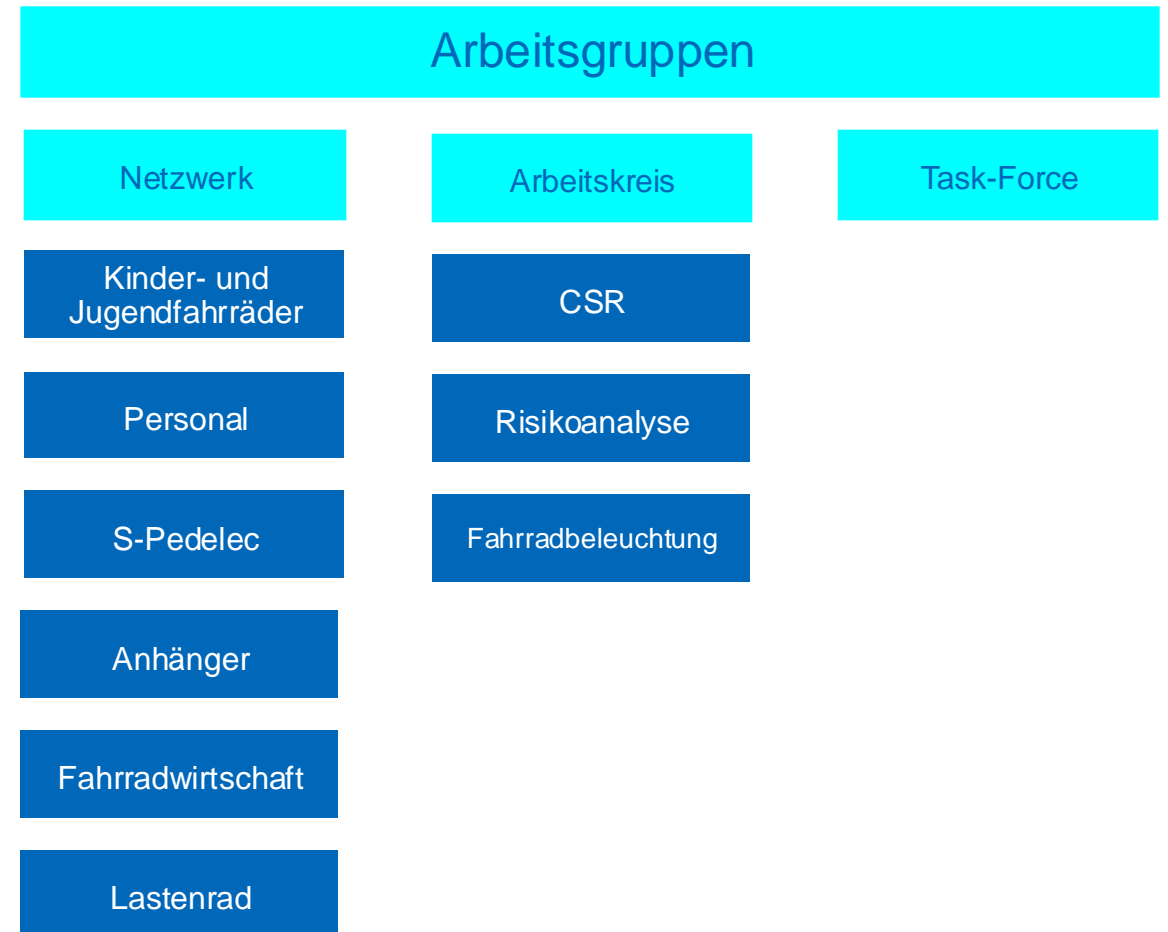 Arbeitsgruppen
Netzwerk
Arbeitskreis
Task-Force
Kinder- und
Jugendfahrräder
CSR
Personal
Risikoanalyse
S-Pedelec
Fahrradbeleuchtung
Anhänger
Fahrradwirtschaft
Lastenrad